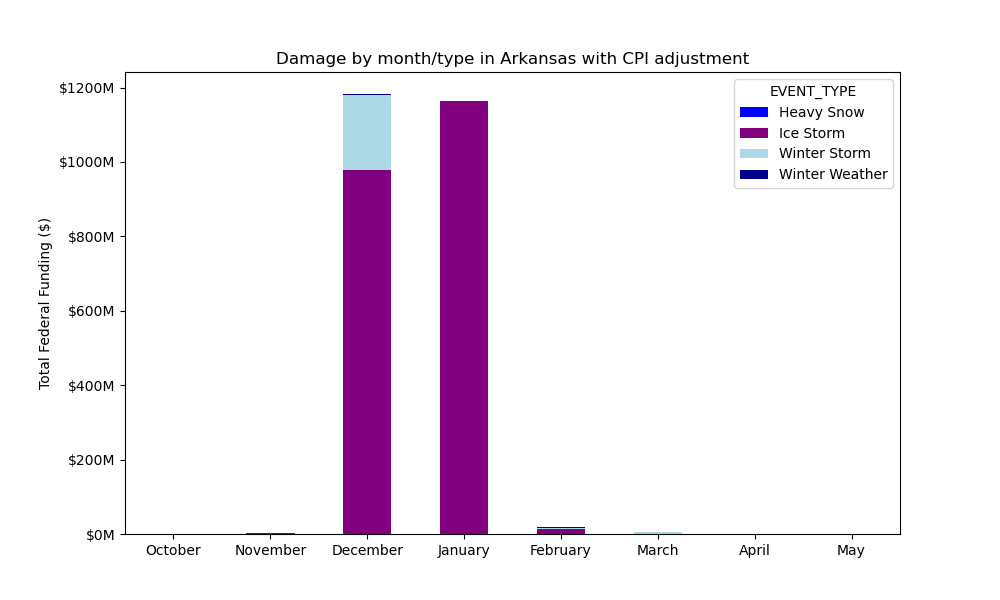 Damage by month/type in Arkansas with CPI adjustment
EVENT_TYPE
Heavy Snow
Ice Storm
Winter Storm
Winter Weather
Total Federal Funding ($)
$1200M
$1000M
$800M
$600M
$400M
$200M
$0M
October
November
December
January
February
March
April
May